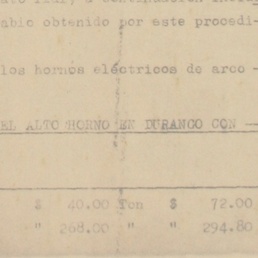 abio obtenido por este procedi-
los hornos eléctricos de arco -
EL ALTO HORNO EN DURANGO CON -
$ 40.00 Ton $ 72.00
" 268.00 " " 294.80